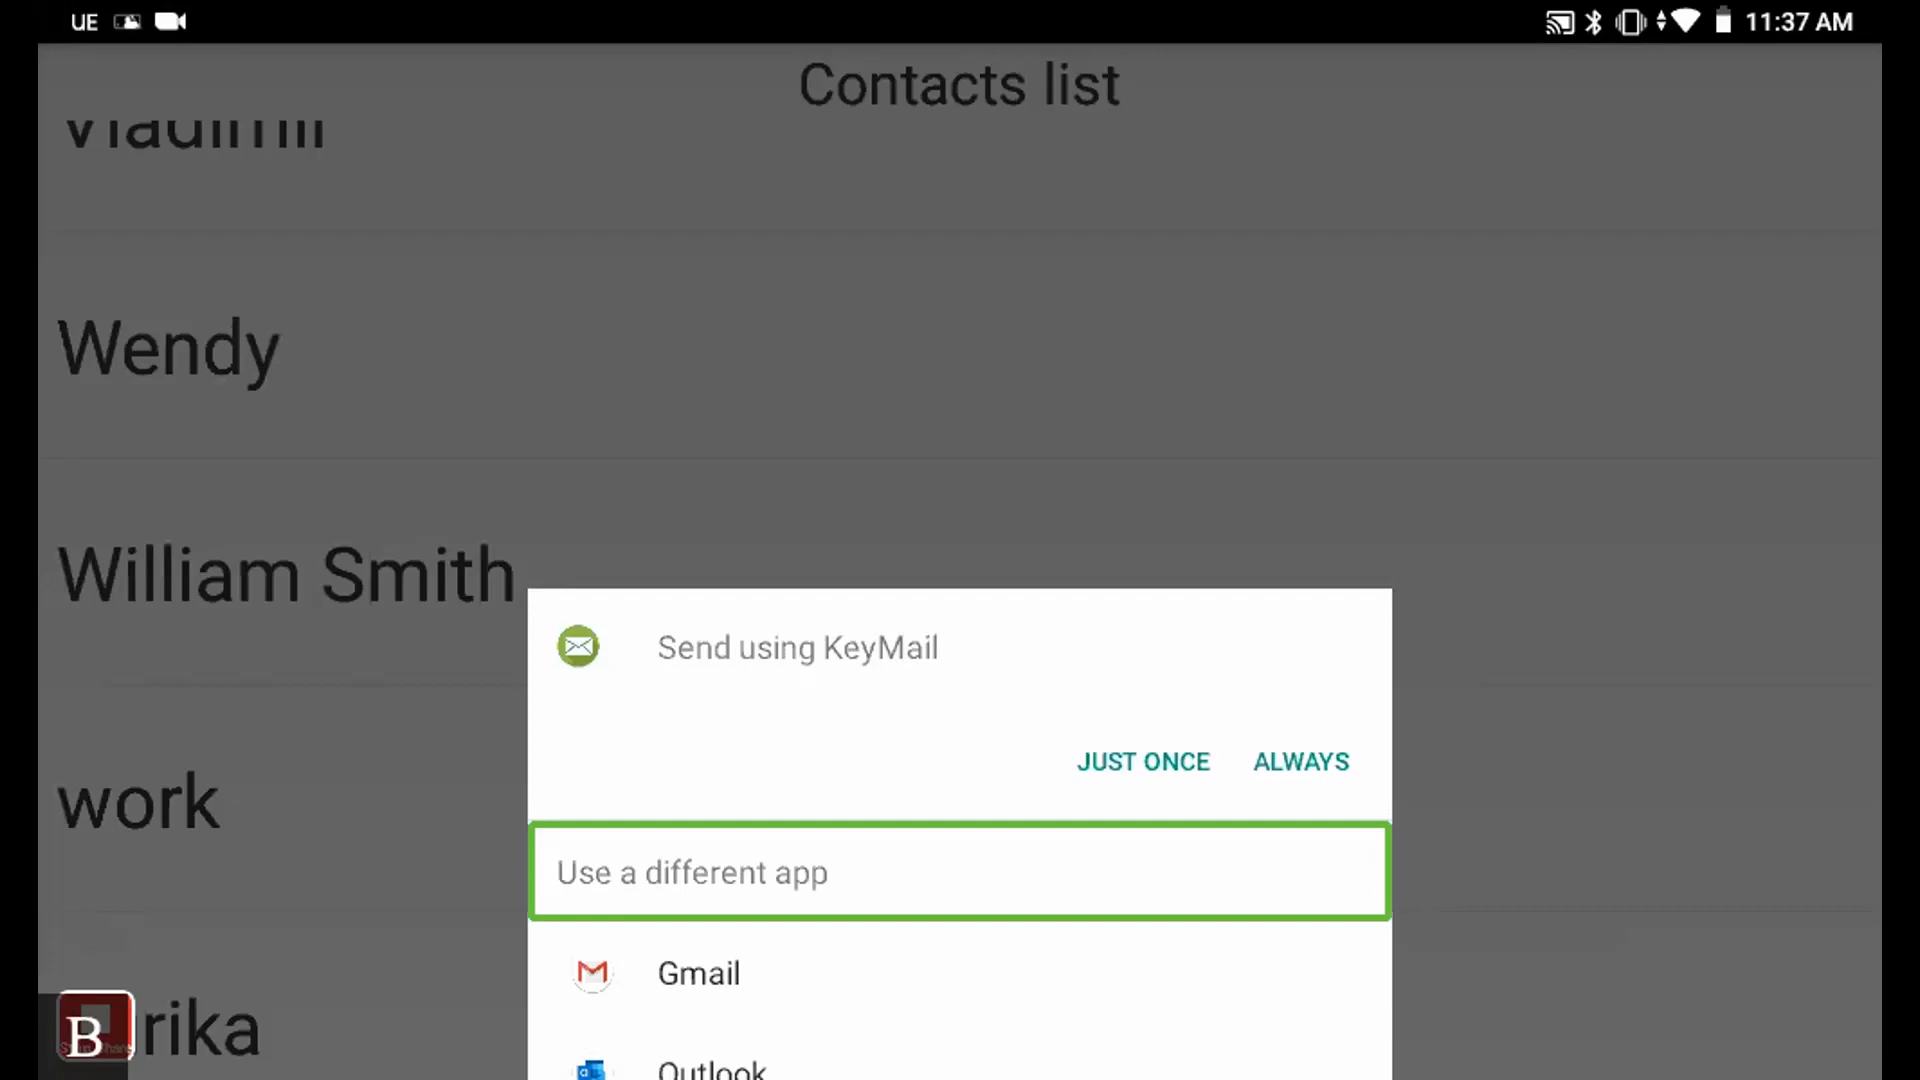 UE
11:37 AM
Contacts list
Wendy
William Smith
work
rika
Send using KeyMail
JUST ONCE
ALWAYS
Use a different app
Gmail
Outlook
B